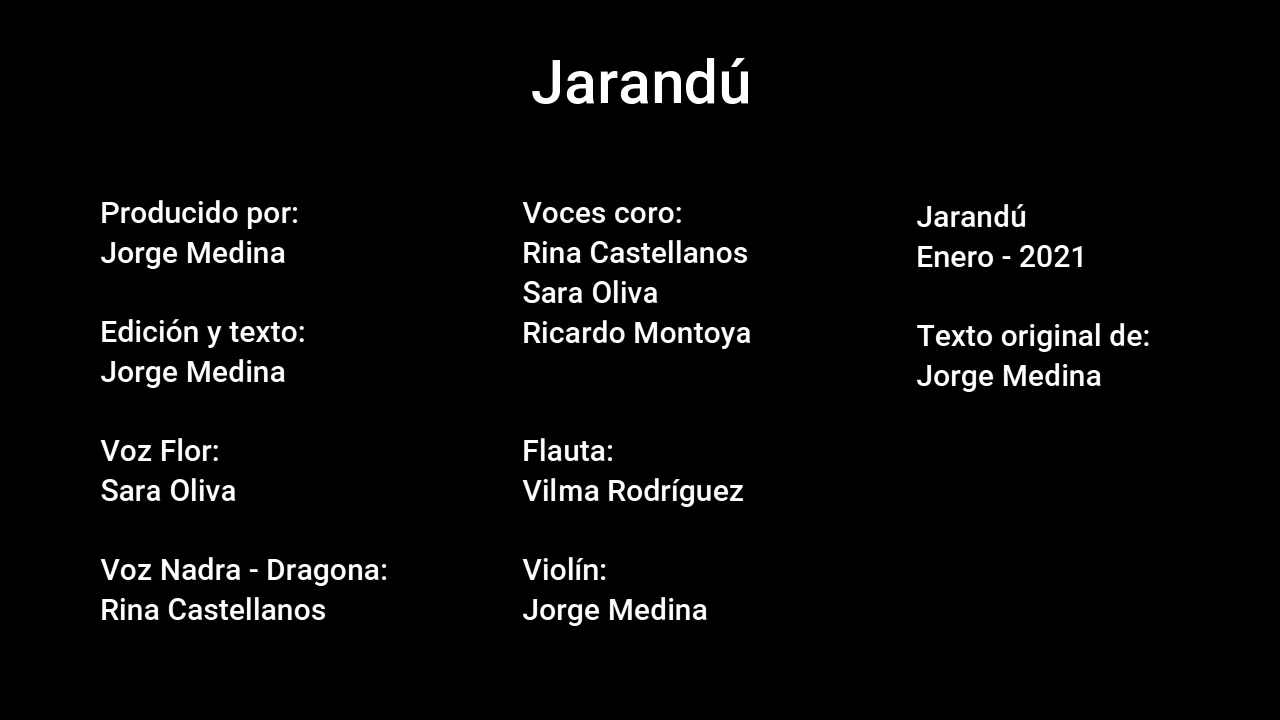 Jarandú
Producido por:
Jorge Medina
Edición y texto:
Jorge Medina
Voz Flor:
Sara Oliva
Voz Nadra - Dragona:
Rina Castellanos
Voces coro:
Rina Castellanos
Sara Oliva
Ricardo Montoya
Flauta:
Vilma Rodríguez
Violín:
Jorge Medina
Jarandú
Enero - 2021
Texto original de:
Jorge Medina